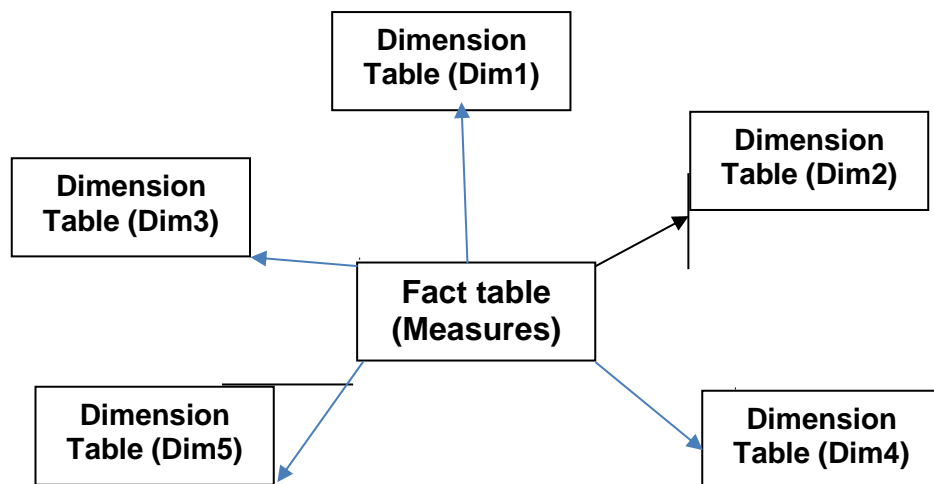 Dimension
Table (Dim1)
Dimension
Table (Dim2)
Dimension
Table (Dim3)
Fact table
(Measures)
Dimension
Table (Dim5)
Dimension
Table (Dim4)